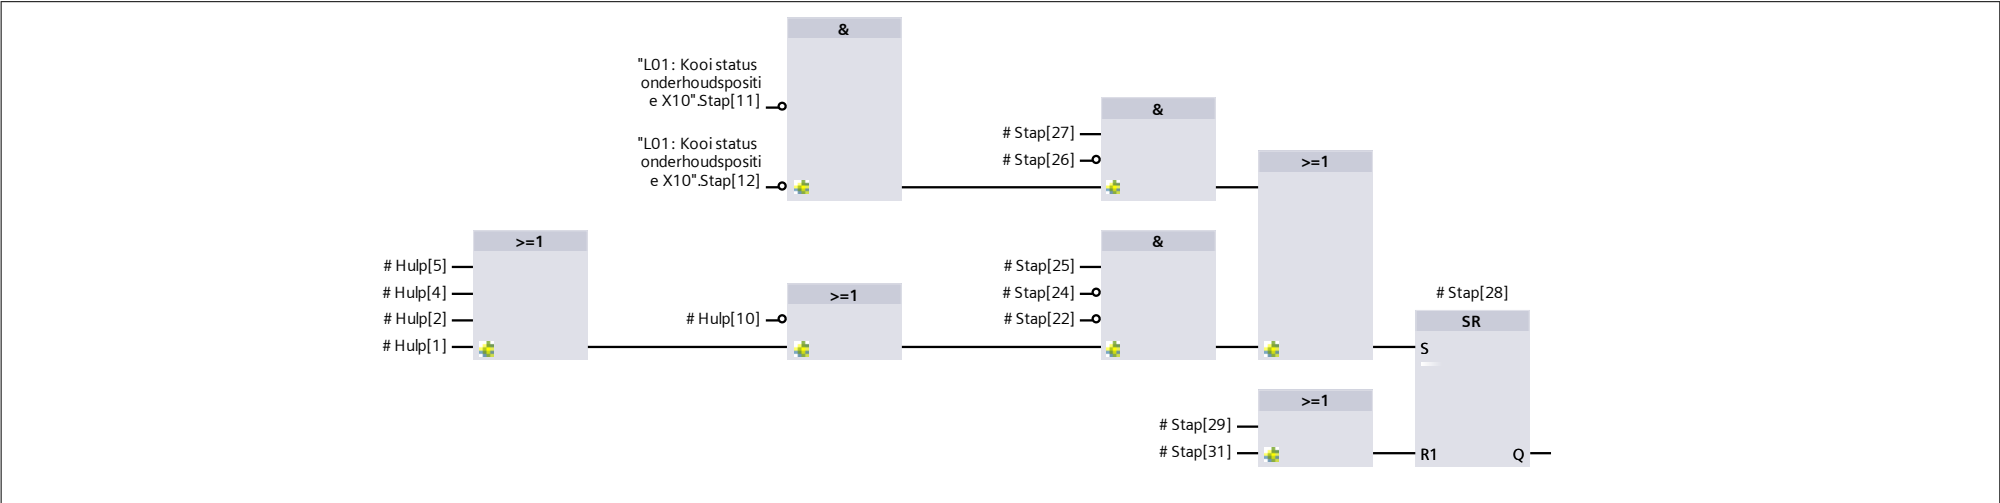 &
"L01: Kooi status
onderhoudspositi
e X10".Stap[11]
"L01: Kooi status
onderhoudspositi
e X10".Stap[12]
&
# Stap[27]
# Stap[26]
>=1
>=1
# Hulp[5]
# Hulp[4]
# Hulp[2]
# Hulp[1]
>=1
# Hulp[10]
&
# Stap[25]
# Stap[24]
# Stap[22]
# Stap[28]
SR
S
R1
Q
>=1
# Stap[29]
# Stap[31]